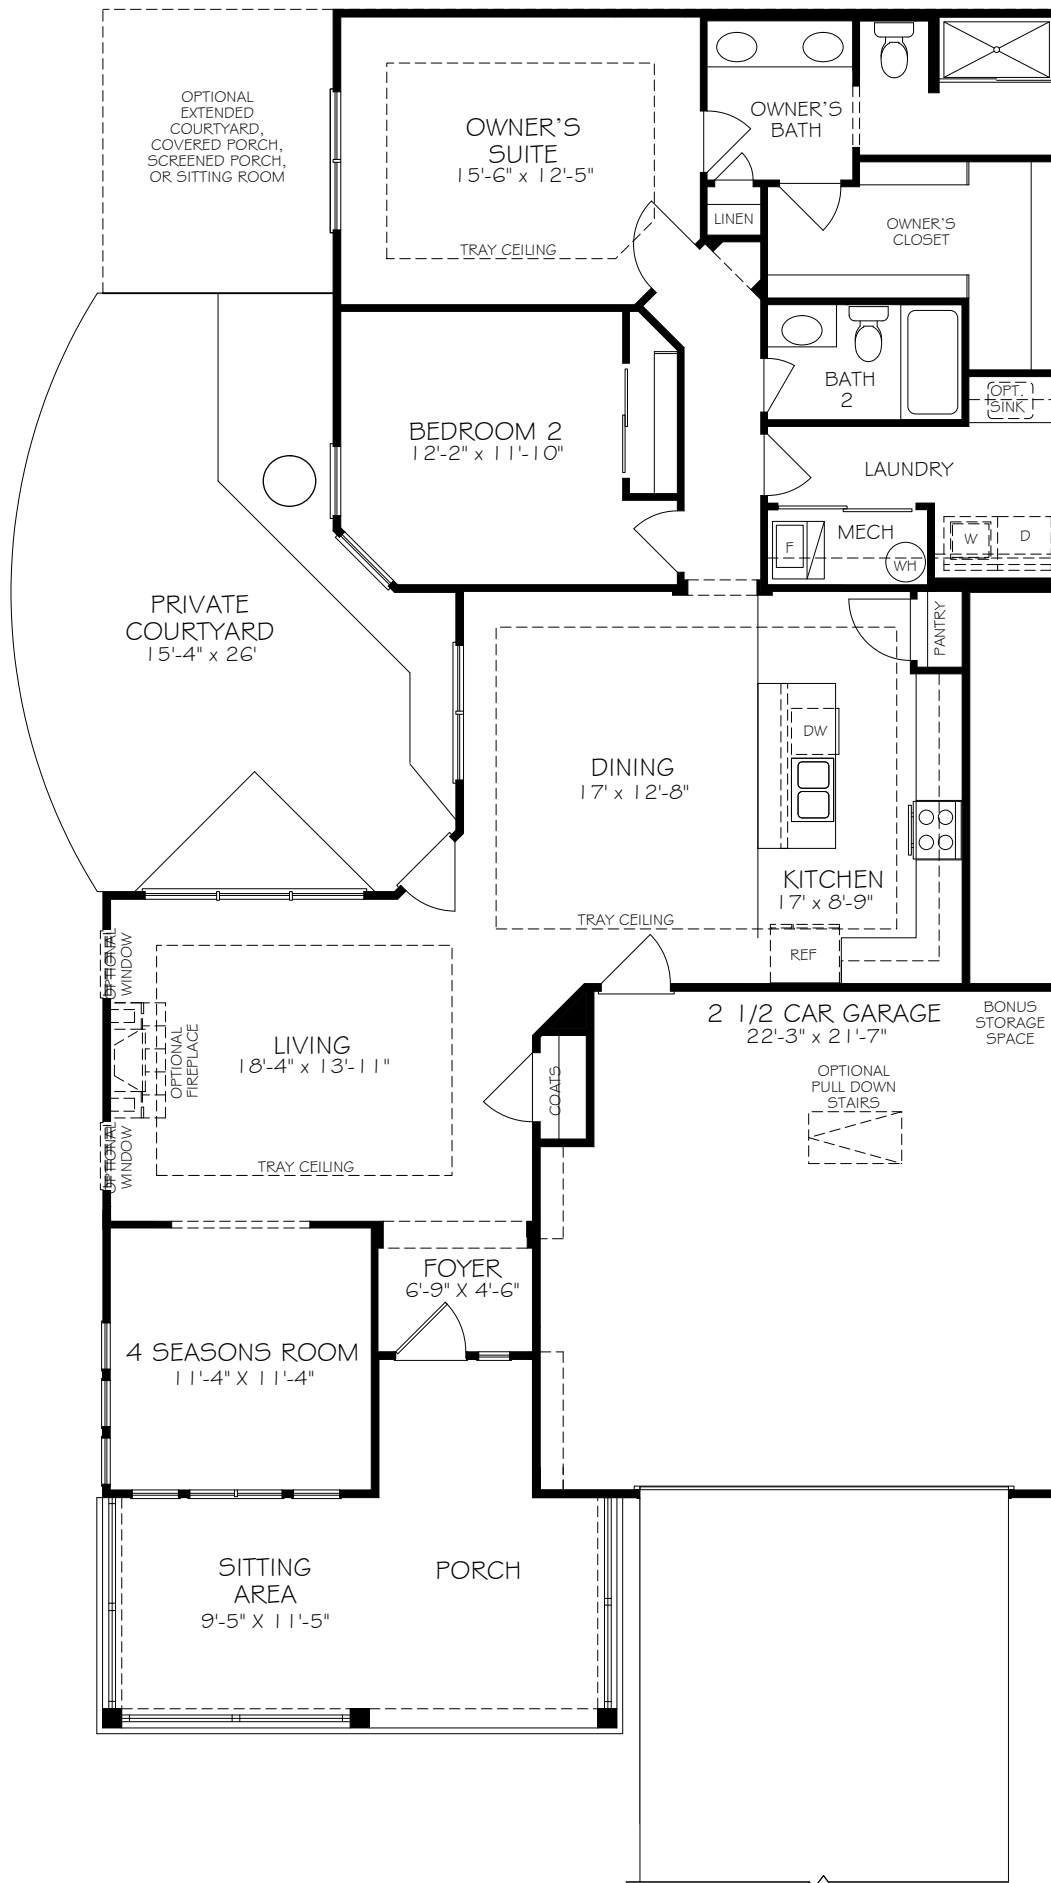 OPTIONAL
EXTENDED
COURTYARD,
COVERED PORCH,
SCREENED PORCH,
OR SITTING ROOM
OWNER'S
SUITE
15'-6" x 12'-5"
TRAY CEILING
OWNER'S
BATH
LINEN
OWNER'S
CLOSET
BATH
2
OPT.
SINK
BEDROOM 2
12'-2" x 11'-10"
LAUNDRY
MECH
F
WH
W
D
PRIVATE
COURTYARD
15'-4" x 26'
PANTRY
DW
DINING
17' x 12'-8"
KITCHEN
17' x 8'-9"
TRAY CEILING
REF
OPTIONAL
WINDOW
2 1/2 CAR GARAGE
22'-3" x 21'-7"
BONUS
STORAGE
SPACE
LIVING
18'-4" x 13'-11"
OPTIONAL
FIREPLACE
COATS
OPTIONAL
PULL DOWN
STAIRS
OPTIONAL
WINDOW
TRAY CEILING
FOYER
6'-9" X 4'-6"
4 SEASONS ROOM
11'-4" X 11'-4"
SITTING
AREA
9'-5" X 11'-5"
PORCH